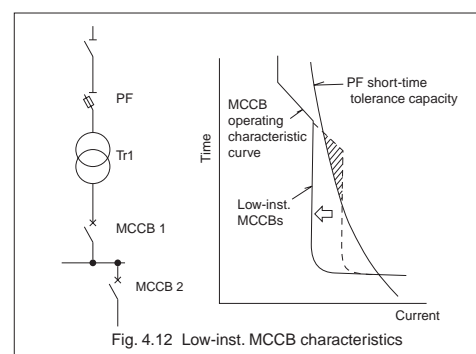 PF
Tr1
MCCB 1
MCCB 2
Time
MCCB
operating
characteristic
curve
Low-inst.
MCCBs
PF short-time
tolerance capacity
Current
Fig. 4.12 Low-inst. MCCB characteristics